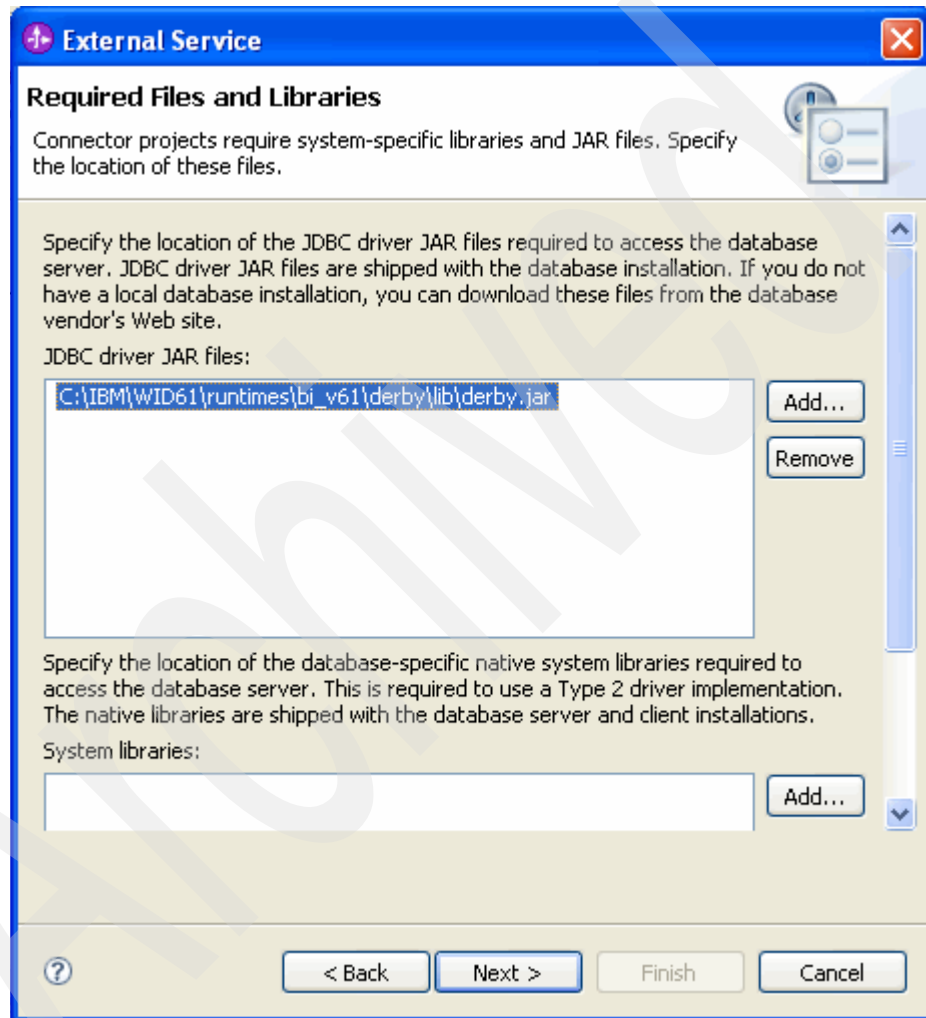 External Service
Required Files and Libraries
Connector projects require system-specific libraries and JAR files. Specify
the location of these files.
Specify the location of the JDBC driver JAR files required to access the database
server. JDBC driver JAR files are shipped with the database installation. If you do not
have a local database installation, you can download these files from the database
vendor's Web site.
JDBC driver JAR files:
C:\IBM\WID61\runtimes\bi_v61\derby\lib\derby.jar
Add...
Remove
Specify the location of the database-specific native system libraries required to
access the database server. This is required to use a Type 2 driver implementation.
The native libraries are shipped with the database server and client installations.
System libraries:
Add...
? < Back Next > Finish Cancel
Archived